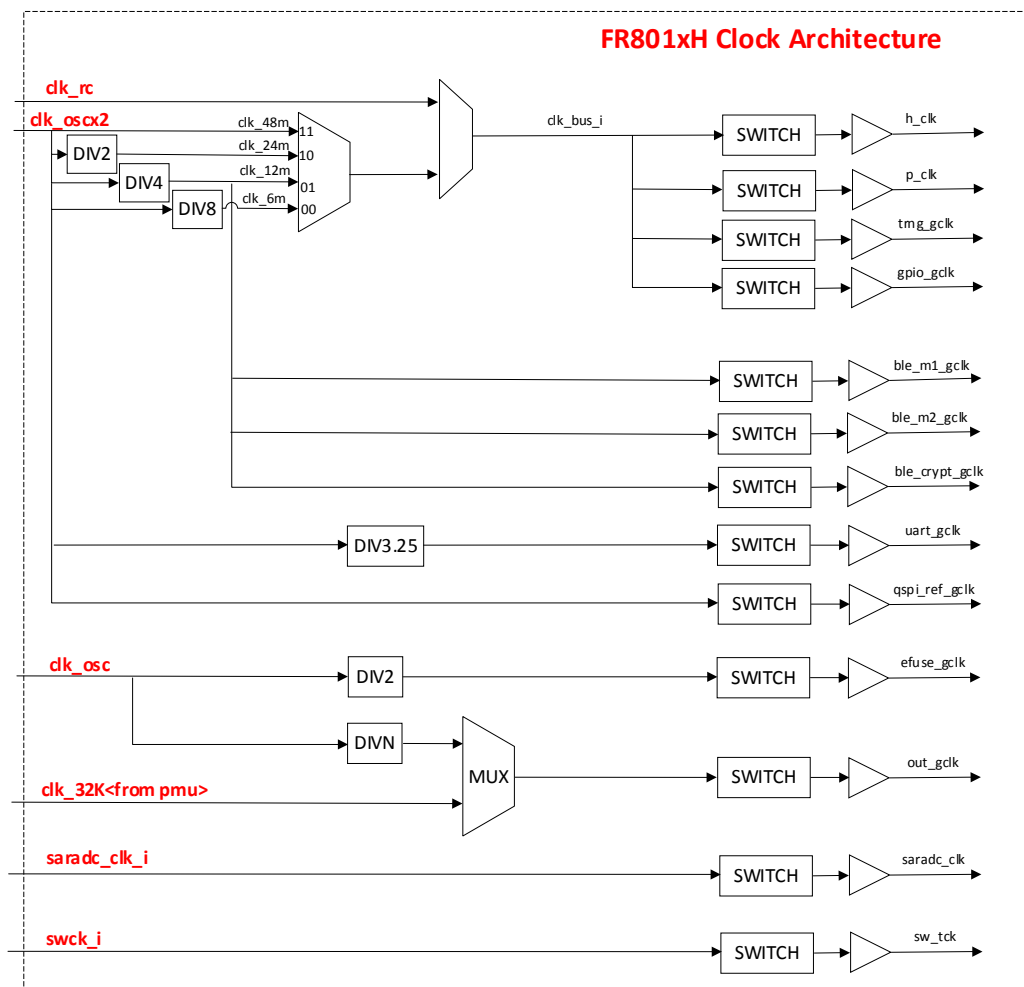 FR801xH Clock Architecture
clk_rc
clk_oscx2
clk_48m
11
clk_24m
10
DIV2
clk_12m
01
DIV4
clk_6m
00
DIV8
clk_bus_i
SWITCH
h_clk
SWITCH
p_clk
SWITCH
trng_gclk
SWITCH
gpio_gclk
SWITCH
ble_m1_gclk
SWITCH
ble_m2_gclk
SWITCH
ble_crypt_gclk
DIV3.25
SWITCH
uart_gclk
SWITCH
qspi_ref_gclk
clk_osc
DIV2
SWITCH
efuse_gclk
DIVN
MUX
SWITCH
out_gclk
clk_32K<from pmu>
saradc_clk_i
SWITCH
saradc_clk
swck_i
SWITCH
sw_tck